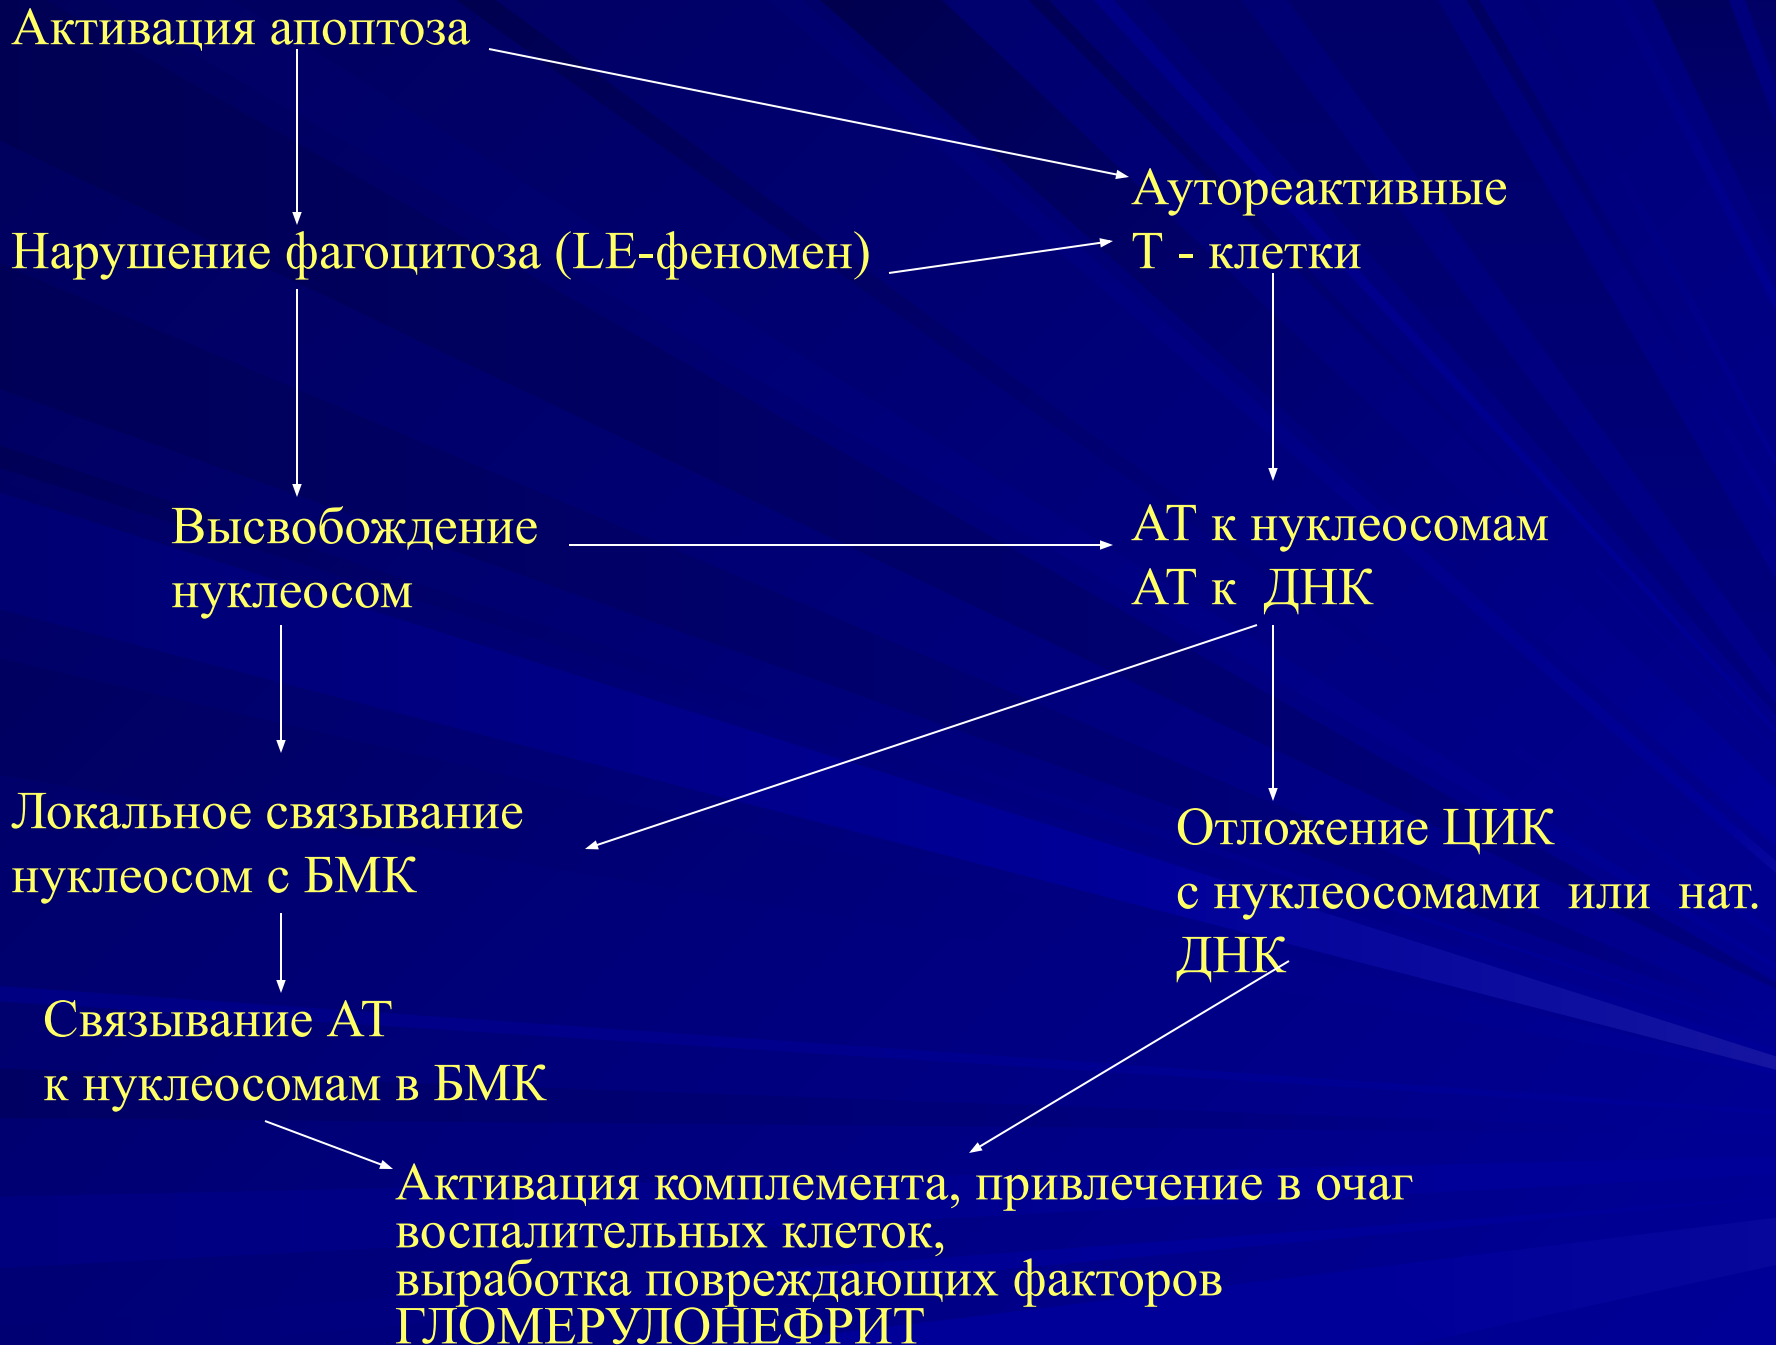 Активация апоптоза
Аутореактивные
Т - клетки
Нарушение фагоцитоза (LE-феномен)
Высвобождение
нуклеосом
АТ к нуклеосомам
АТ к ДНК
Локальное связывание
нуклеосом с БМК
Отложение ЦИК
с нуклеосомами или нат.
ДНК
Связывание АТ
к нуклеосомам в БМК
Активация комплемента, привлечение в очаг
воспалительных клеток,
выработка повреждающих факторов
ГЛОМЕРУЛОНЕФРИТ